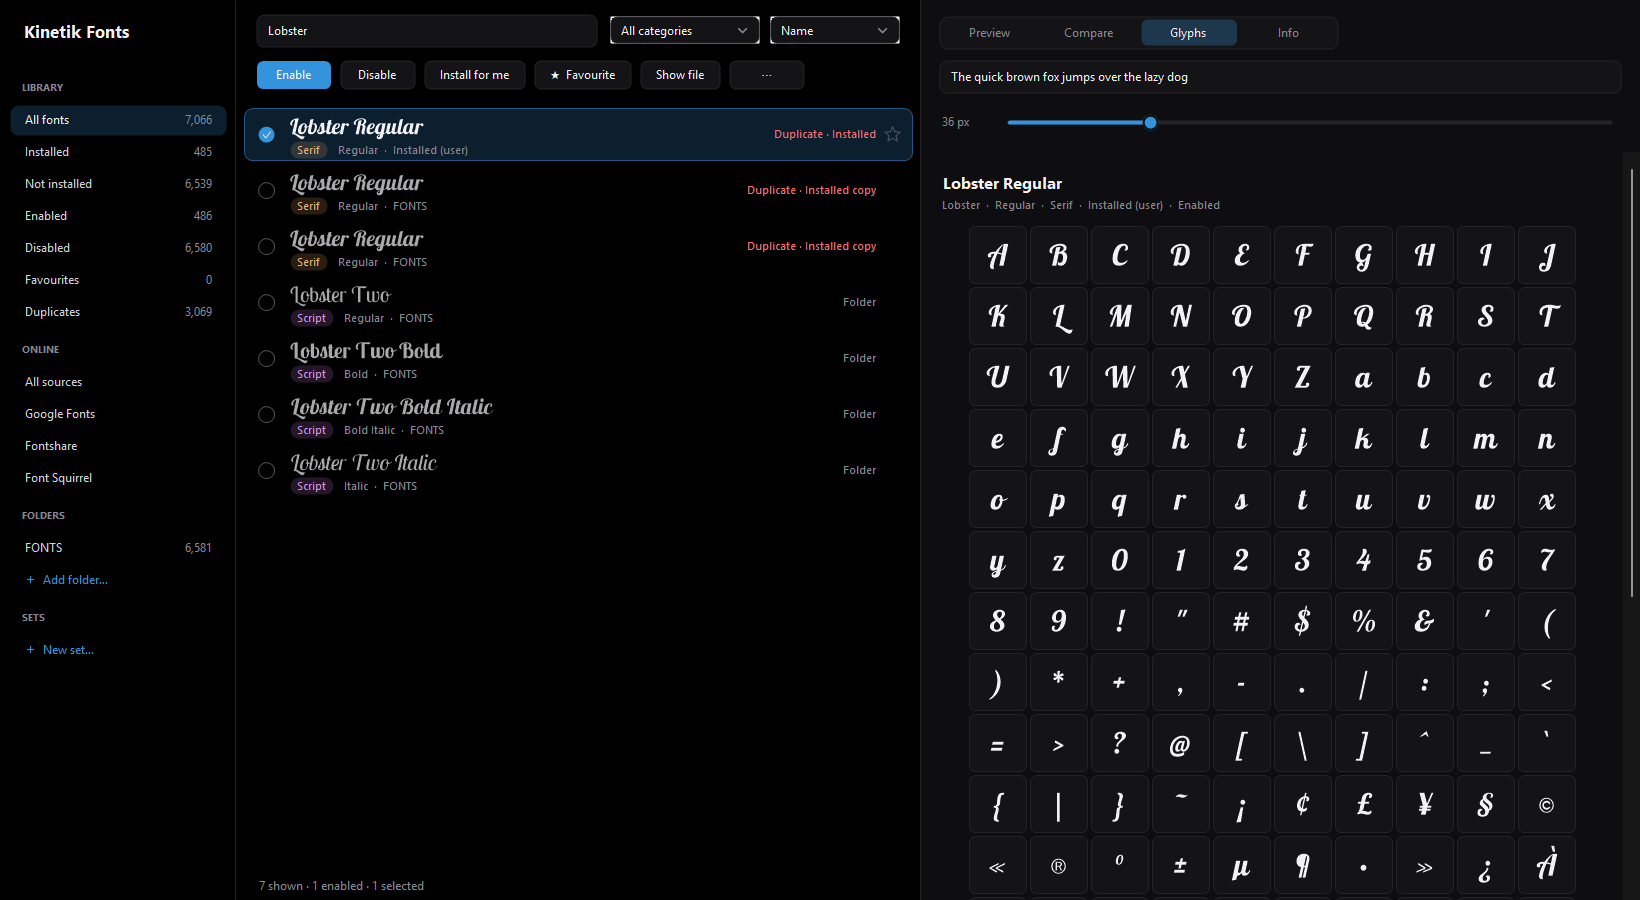 Kinetik Fonts
LIBRARY
All fonts 7,066
Installed 485
Not installed 6,539
Enabled 486
Disabled 6,580
Favourites 0
Duplicates 3,069
ONLINE
All sources
Google Fonts
Fontshare
Font Squirrel
FOLDERS
FONTS 6,581
+ Add folder...
SETS
+ New set...
Lobster
All categories
Name
Enable
Disable
Install for me
★ Favourite
Show file
...
Lobster Regular
Serif Regular · Installed (user)
Duplicate · Installed
Lobster Regular
Serif Regular · FONTS
Duplicate · Installed copy
Lobster Regular
Serif Regular · FONTS
Duplicate · Installed copy
Lobster Two
Script Regular · FONTS
Folder
Lobster Two Bold
Script Bold · FONTS
Folder
Lobster Two Bold Italic
Script Bold Italic · FONTS
Folder
Lobster Two Italic
Script Italic · FONTS
Folder
7 shown · 1 enabled · 1 selected
Preview
Compare
Glyphs
Info
The quick brown fox jumps over the lazy dog
36 px
Lobster Regular
Lobster · Regular · Serif · Installed (user) · Enabled
A B C D E F G H I J
K L M N O P Q R S T
U V W X Y Z a b c d
e f g h i j k l m n
o p q r s t u v w x
y z 0 1 2 3 4 5 6 7
8 9 ! " # $ % & ' (
) * + , - . / : ; <
= > ? @ [ \ ] ^ _ `
{ | } ~ ¡ ¢ £ ¥ § ©
« ® º ± µ ¶ • » ¿ À